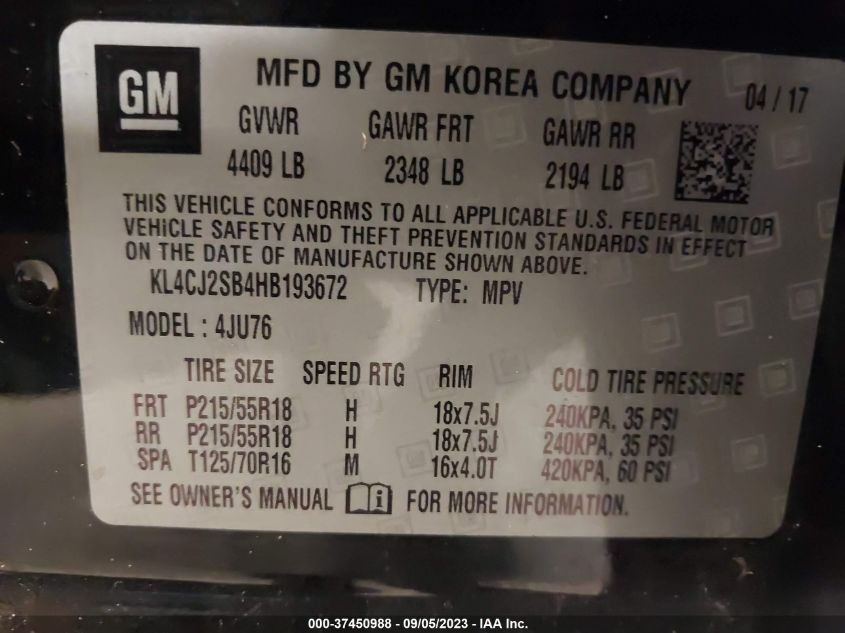 GM MFD BY GM KOREA COMPANY 04 / 17
GVWR GAWR FRT GAWR RR
4409 LB 2348 LB 2194 LB
THIS VEHICLE CONFORMS TO ALL APPLICABLE U.S. FEDERAL MOTOR
VEHICLE SAFETY AND THEFT PREVENTION STANDARDS IN EFFECT
ON THE DATE OF MANUFACTURE SHOWN ABOVE.
KL4CJ2SB4HB193672 TYPE: MPV
MODEL : 4JU76
TIRE SIZE SPEED RTG RIM COLD TIRE PRESSURE
FRT P215/55R18 H 18x7.5J 240KPA, 35 PSI
RR P215/55R18 H 18x7.5J 240KPA, 35 PSI
SPA T125/70R16 M 16x4.0T 420KPA, 60 PSI
SEE OWNER'S MANUAL i FOR MORE INFORMATION.
000-37450988 - 09/05/2023 - IAA Inc.